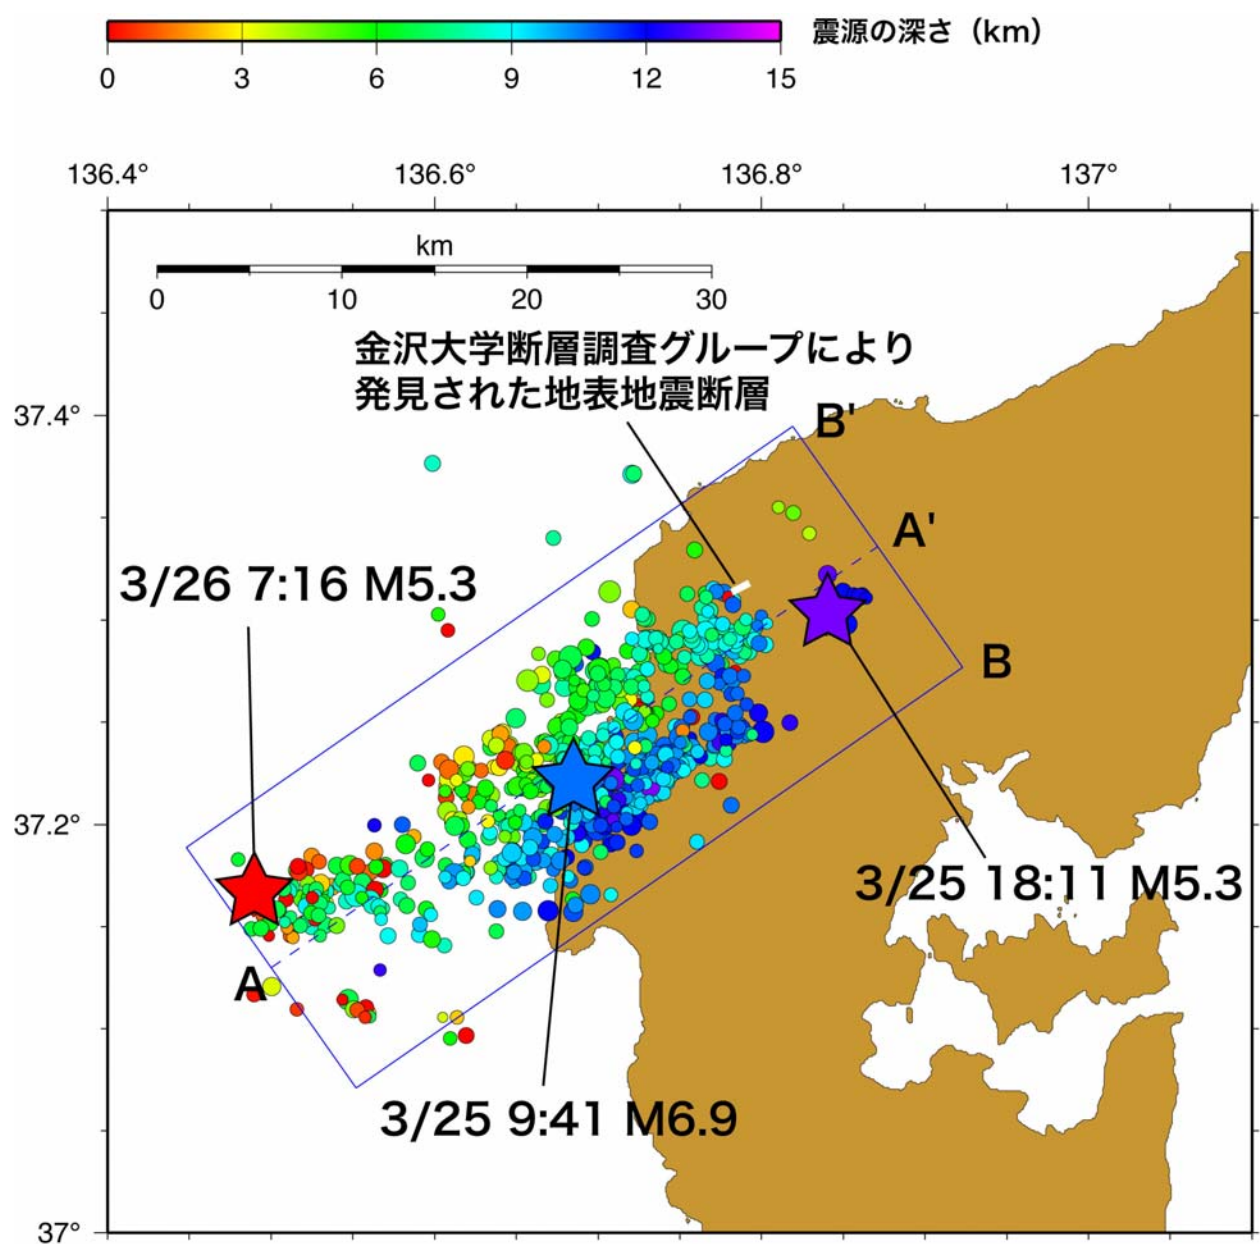 震源の深さ（km）
0 3 6 9 12 15
136.4° 136.6° 136.8° 137°
km
0 10 20 30
金沢大学断層調査グループにより
発見された地表地震断層
37.4°
B'
A'
3/26 7:16 M5.3
B
37.2°
3/25 18:11 M5.3
A
3/25 9:41 M6.9
37°